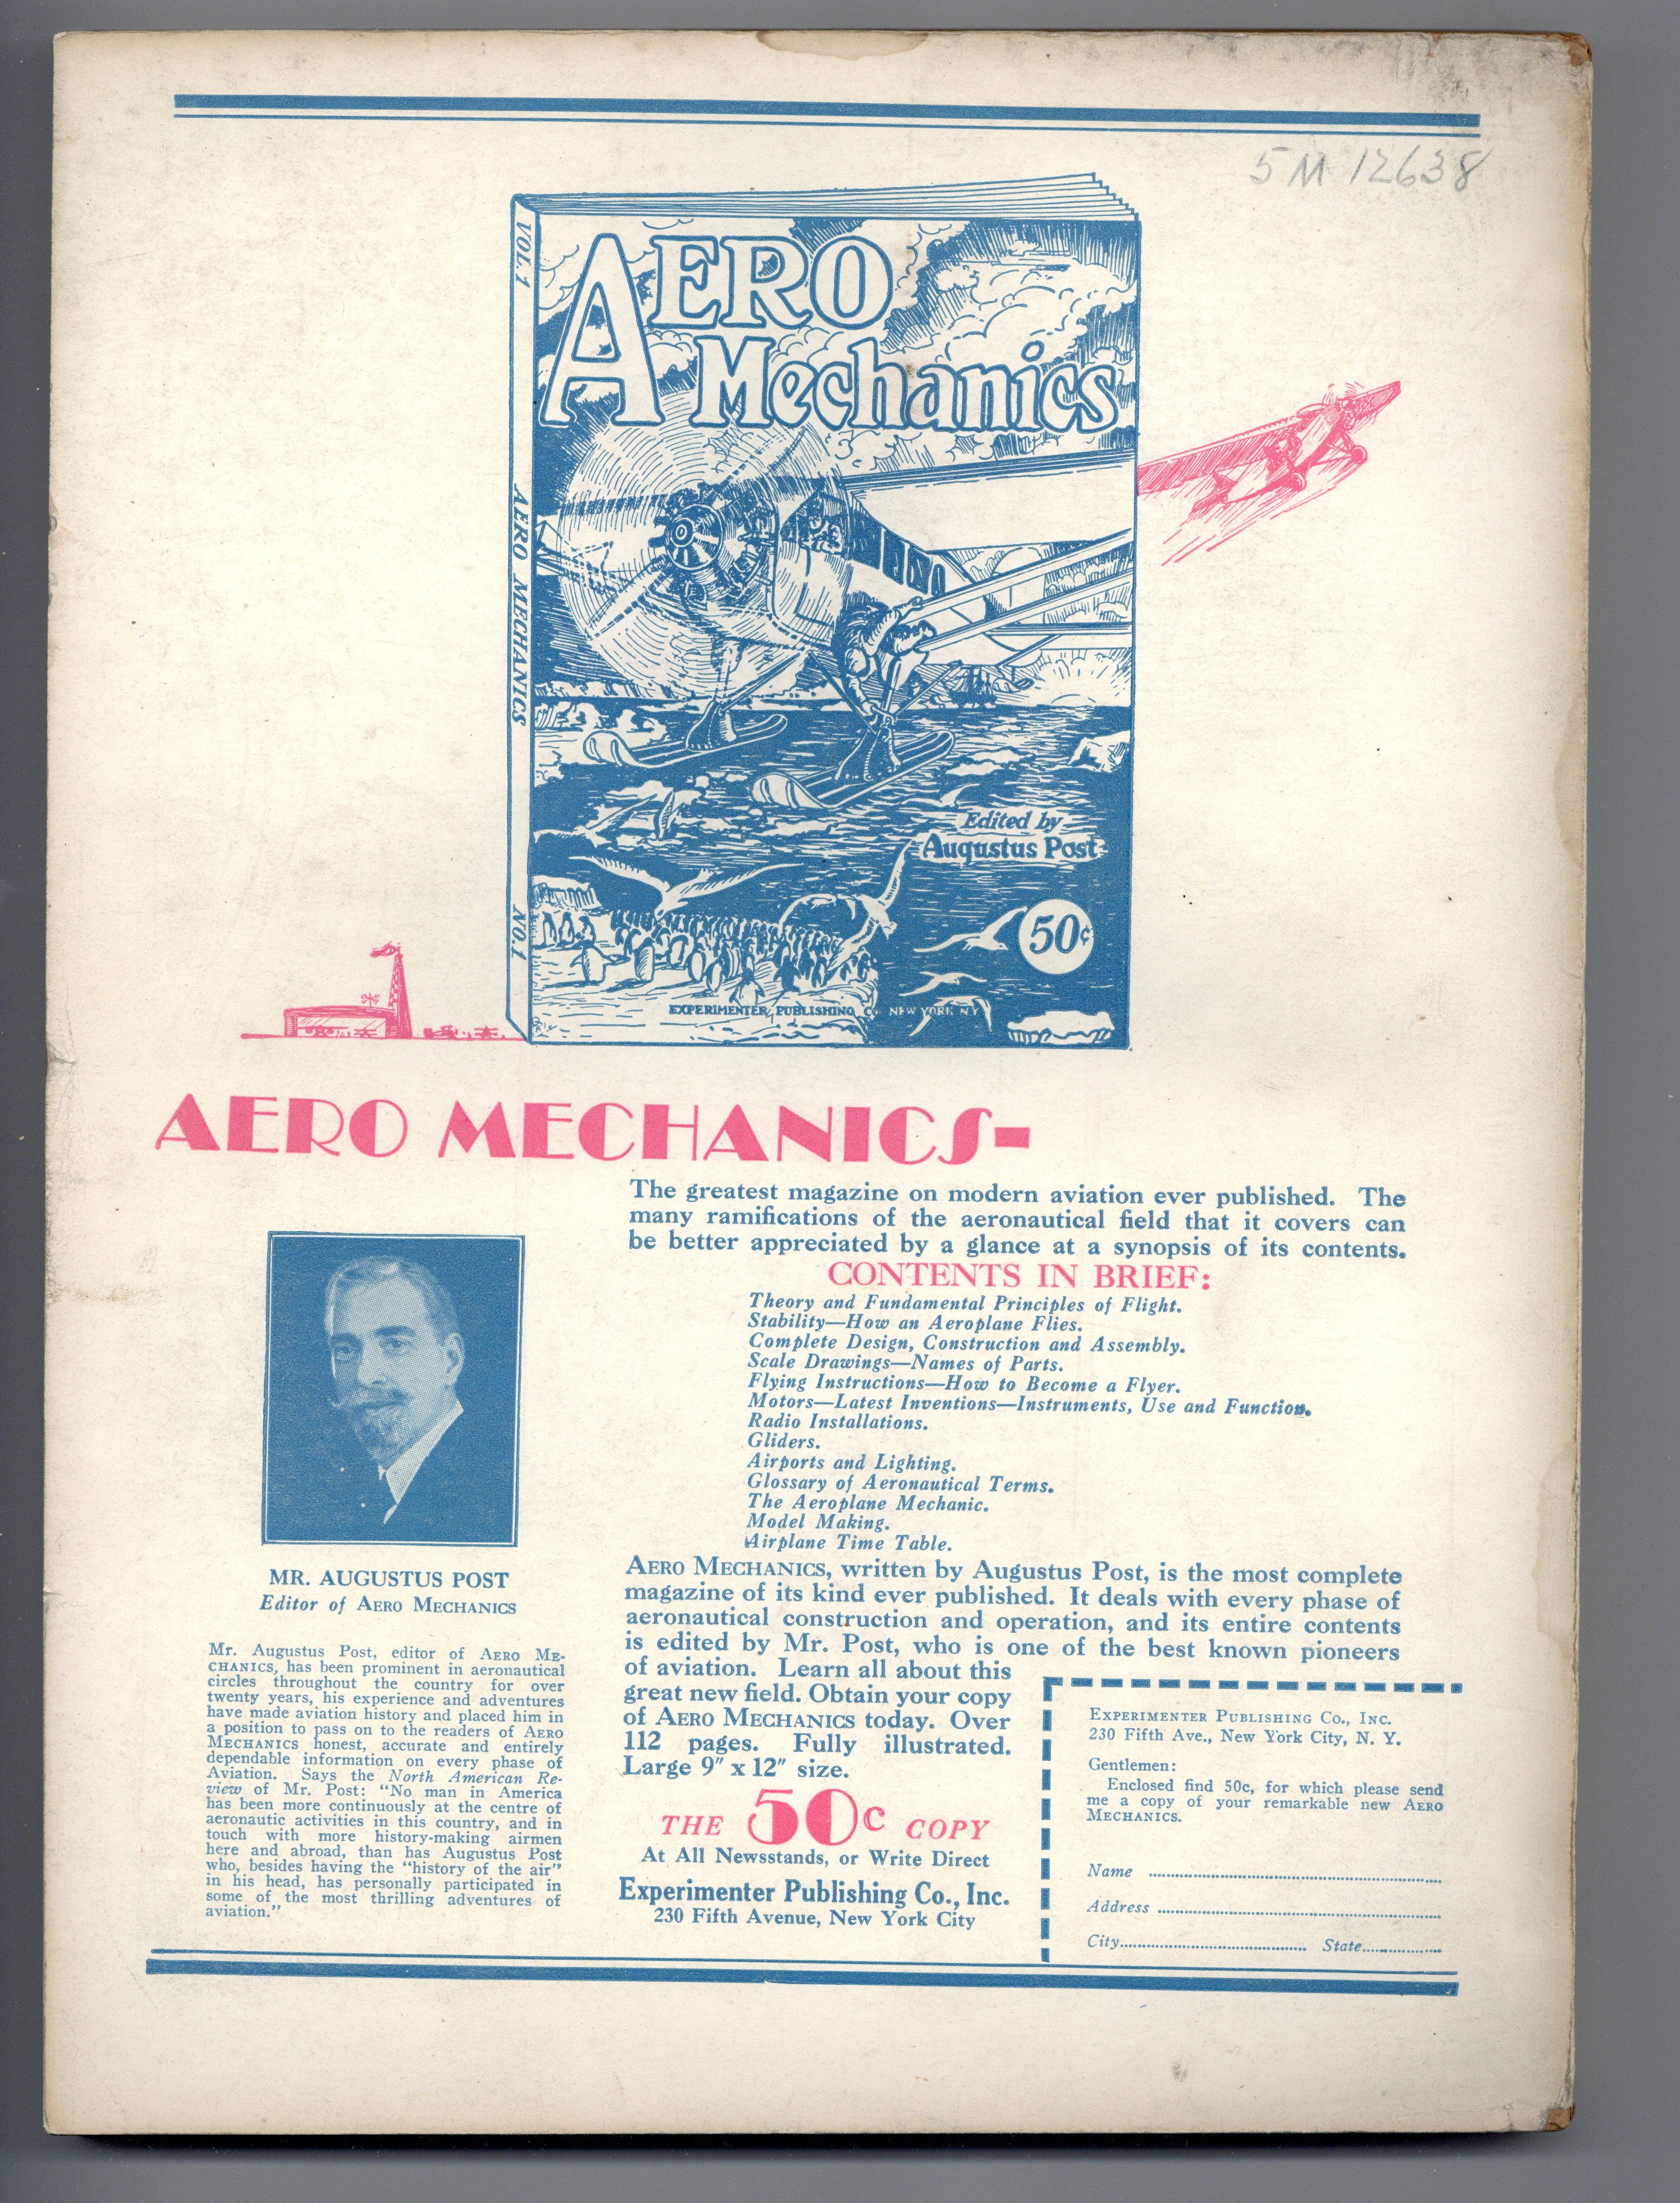 5M 12638
VOL. 1
AERO MECHANICS
NO. 1
AERO
Mechanics
Edited by
Augustus Post
50¢
EXPERIMENTER PUBLISHING CO. NEW YORK N.Y.
AERO MECHANICS-
The greatest magazine on modern aviation ever published. The
many ramifications of the aeronautical field that it covers can
be better appreciated by a glance at a synopsis of its contents.
CONTENTS IN BRIEF:
Theory and Fundamental Principles of Flight.
Stability—How an Aeroplane Flies.
Complete Design, Construction and Assembly.
Scale Drawings—Names of Parts.
Flying Instructions—How to Become a Flyer.
Motors—Latest Inventions—Instruments, Use and Function.
Radio Installations.
Gliders.
Airports and Lighting.
Glossary of Aeronautical Terms.
The Aeroplane Mechanic.
Model Making.
Airplane Time Table.
MR. AUGUSTUS POST
Editor of AERO MECHANICS
Mr. Augustus Post, editor of AERO ME-
CHANICS, has been prominent in aeronautical
circles throughout the country for over
twenty years, his experience and adventures
have made aviation history and placed him in
a position to pass on to the readers of AERO
MECHANICS honest, accurate and entirely
dependable information on every phase of
Aviation. Says the North American Re-
view of Mr. Post: "No man in America
has been more continuously at the centre of
aeronautic activities in this country, and in
touch with more history-making airmen
here and abroad, than has Augustus Post
who, besides having the "history of the air"
in his head, has personally participated in
some of the most thrilling adventures of
aviation."
AERO MECHANICS, written by Augustus Post, is the most complete
magazine of its kind ever published. It deals with every phase of
aeronautical construction and operation, and its entire contents
is edited by Mr. Post, who is one of the best known pioneers
of aviation. Learn all about this
great new field. Obtain your copy
of AERO MECHANICS today. Over
112 pages. Fully illustrated.
Large 9" x 12" size.
THE 50c COPY
At All Newsstands, or Write Direct
Experimenter Publishing Co., Inc.
230 Fifth Avenue, New York City
EXPERIMENTER PUBLISHING CO., INC.
230 Fifth Ave., New York City, N. Y.
Gentlemen:
Enclosed find 50c, for which please send
me a copy of your remarkable new AERO
MECHANICS.
Name
Address
City State